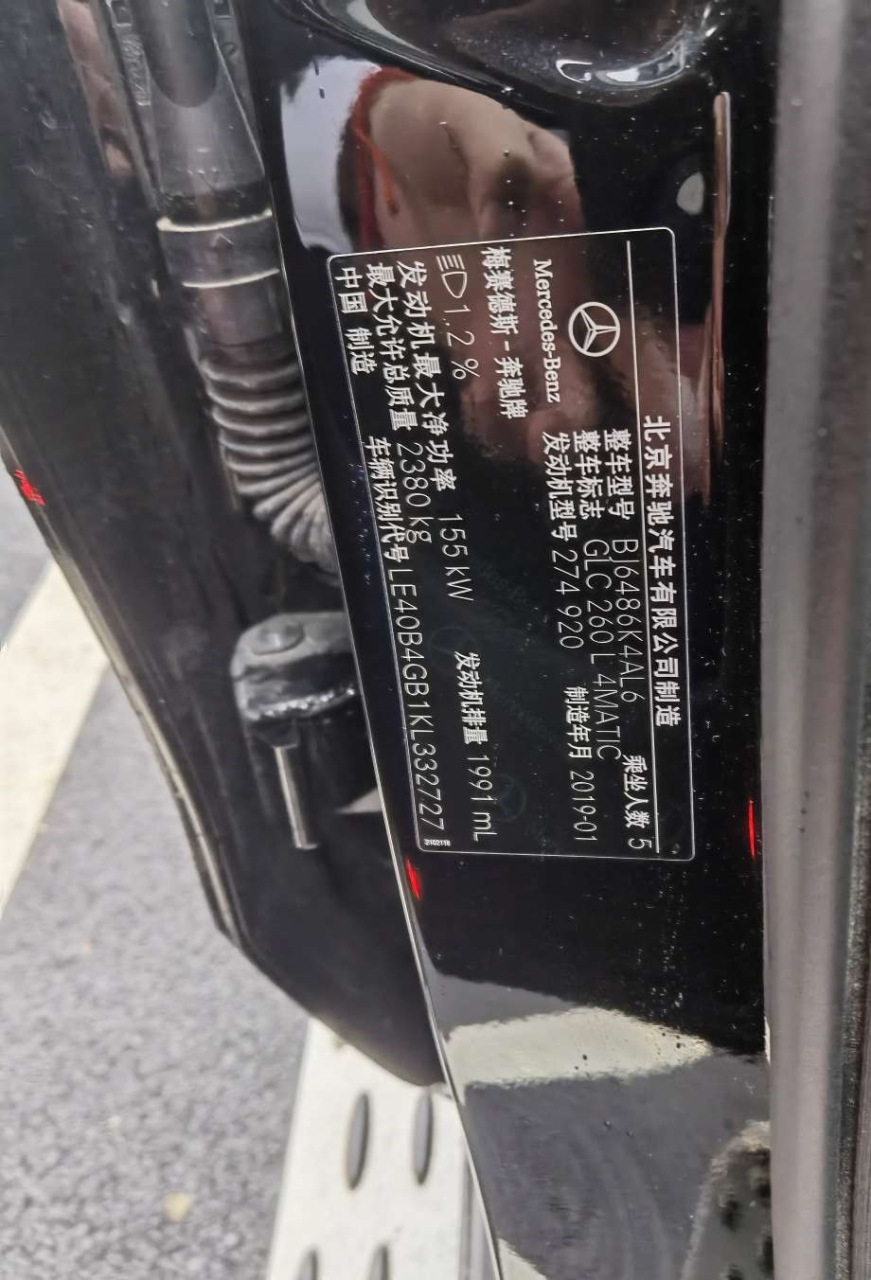 北京奔驰汽车有限公司制造
整车型号 BJ6486K4AL6 乘坐人数 5
整车标志 GLC 260 L 4MATIC
发动机型号 274 920 制造年月 2019-01
Mercedes-Benz
梅赛德斯-奔驰牌
1.2%
发动机最大净功率 155 kW 发动机排量 1991 mL
最大允许总质量 2380 kg
中国 制造 车辆识别代号 LE40B4GB1KL332727